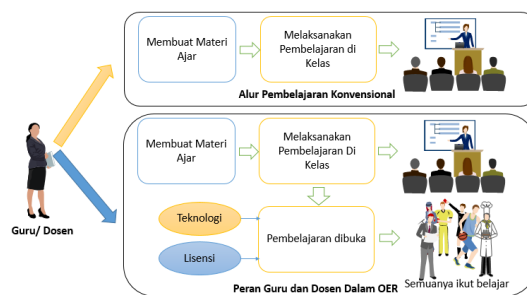 Membuat Materi
Ajar
Melaksanakan
Pembelajaran di
Kelas
Alur Pembelajaran Konvensional
Guru/ Dosen
Membuat Materi
Ajar
Melaksanakan
Pembelajaran Di
Kelas
Teknologi
Lisensi
Pembelajaran dibuka
Semuanya ikut belajar
Peran Guru dan Dosen Dalam OER